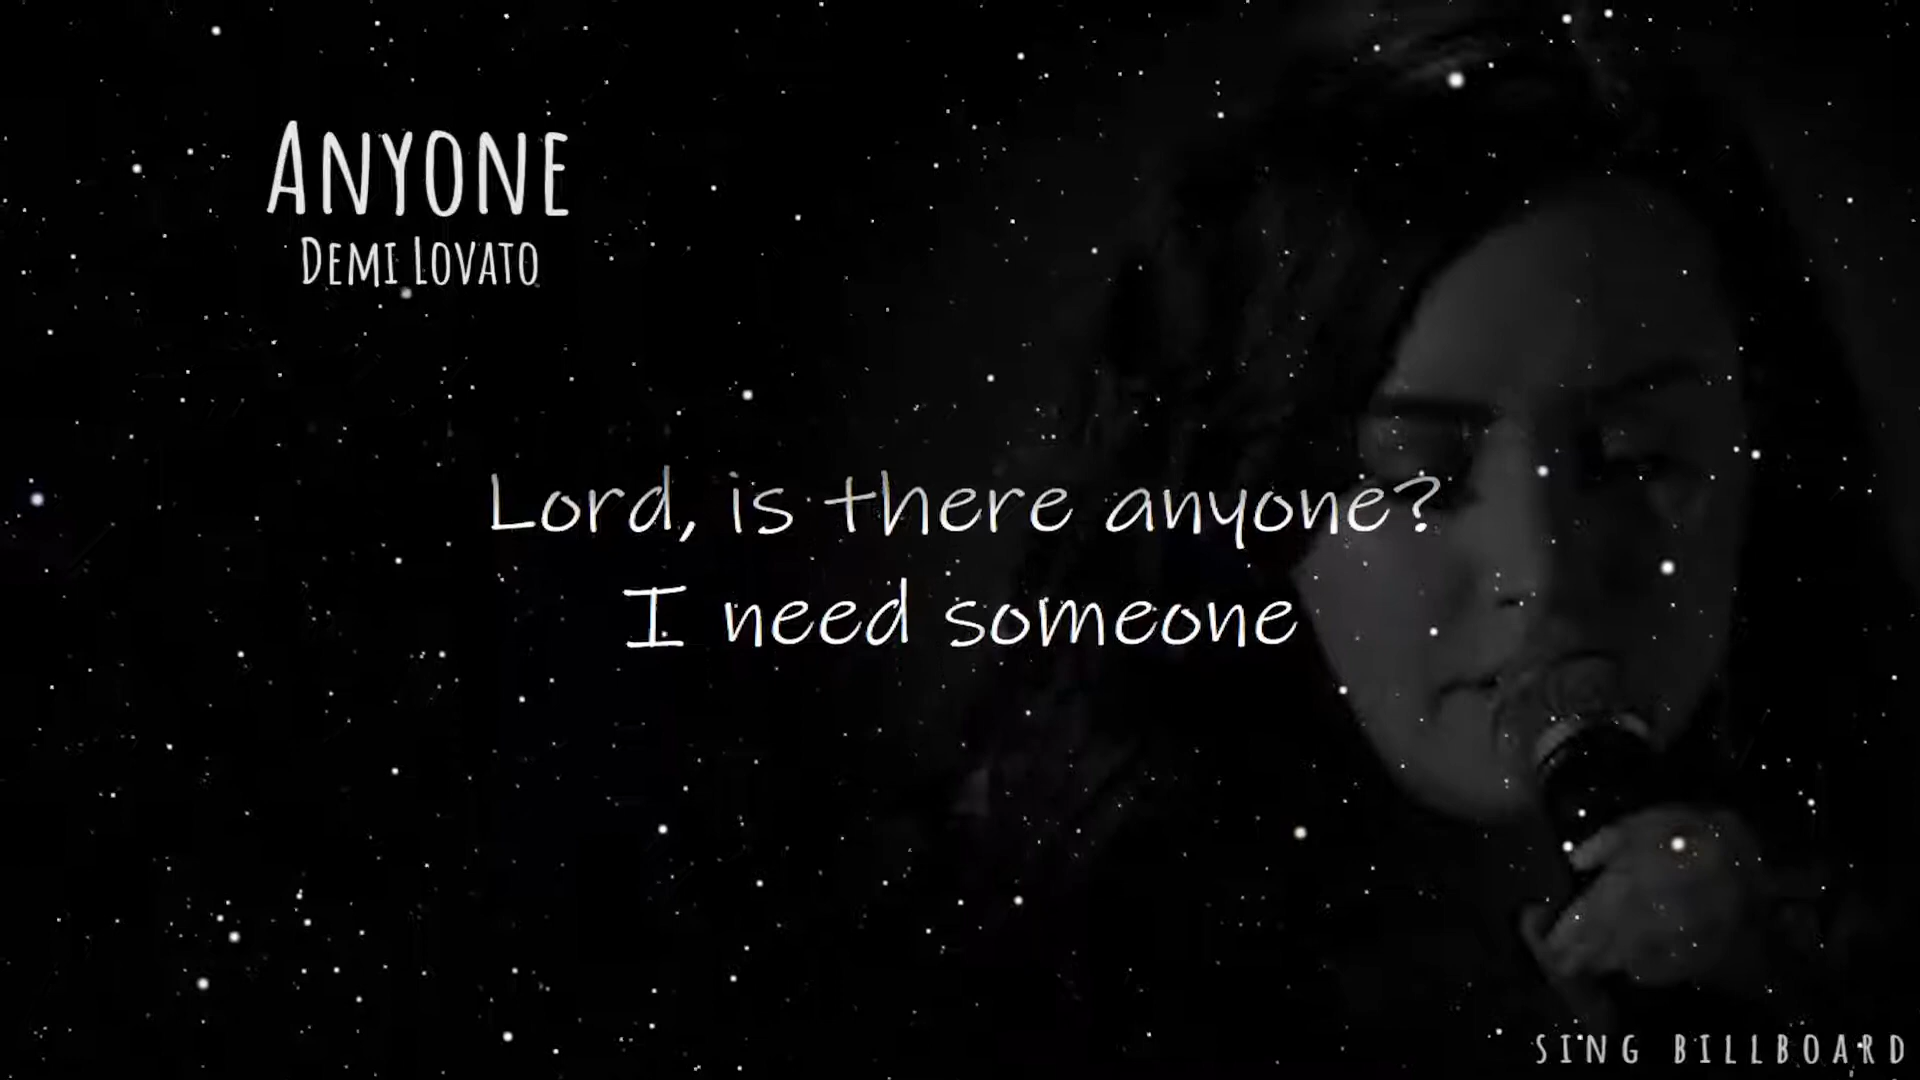 ANYONE
DEMI LOVATO
Lord, is there anyone?
I need someone
SING BILLBOARD